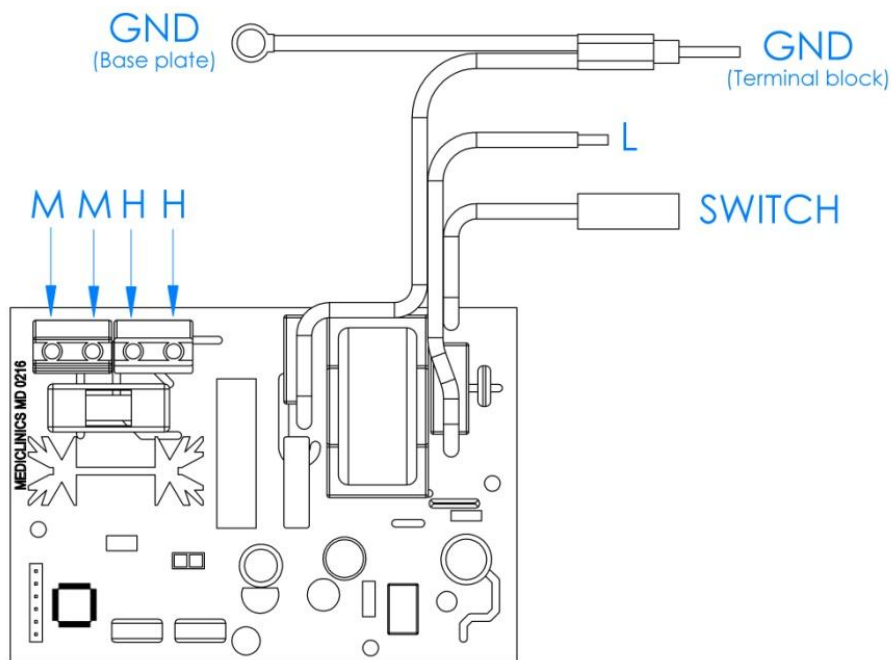 GND
(Base plate)
GND
(Terminal block)
L
M M H H
SWITCH
MEDICLINICS MD 0216